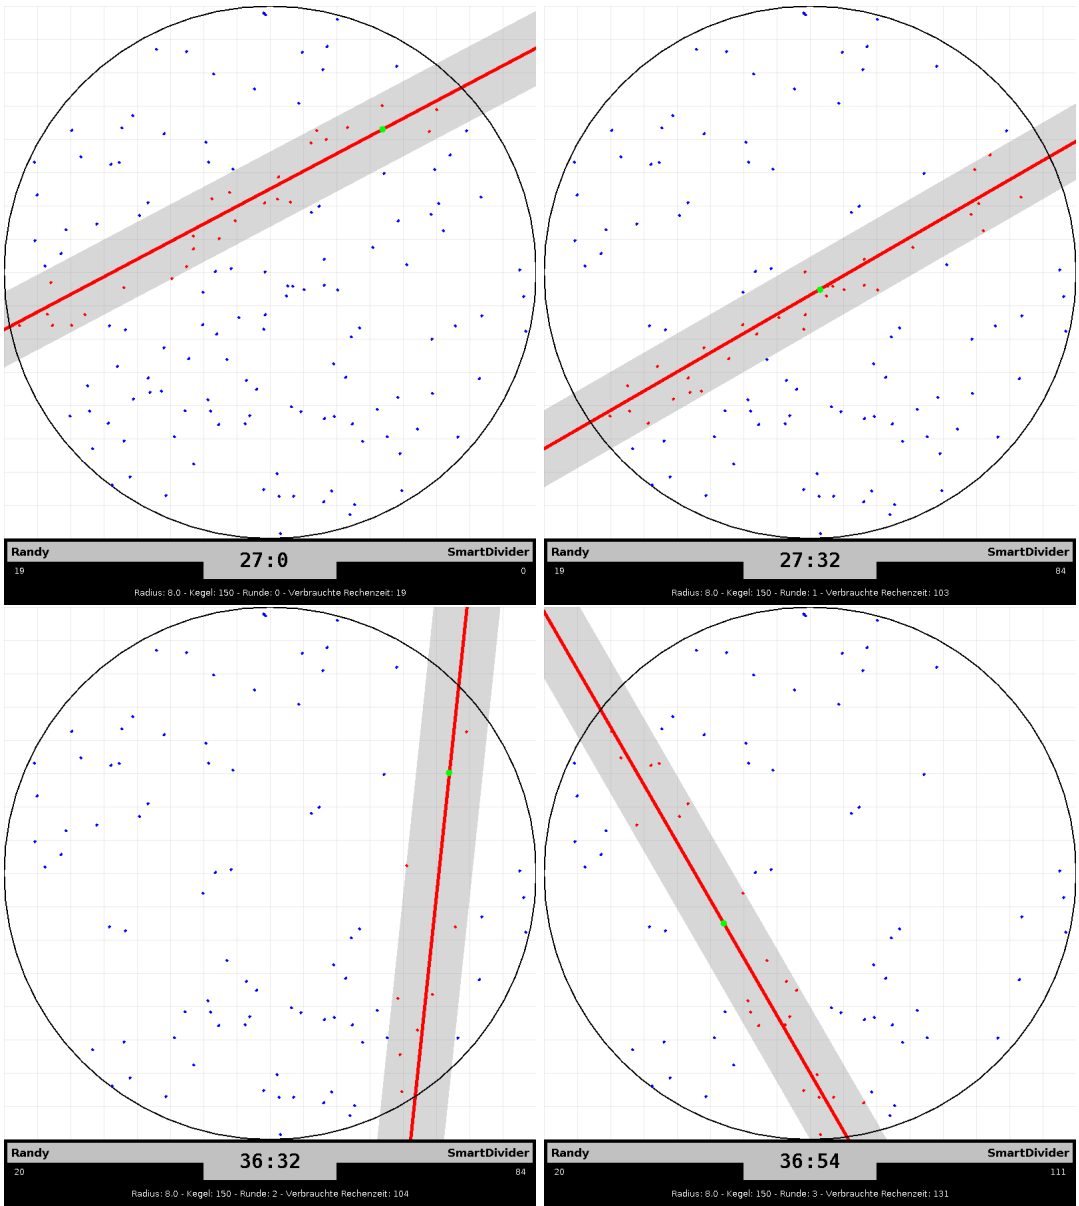 Randy 27:0 SmartDivider
19 0
Radius: 8.0 - Kegel: 150 - Runde: 0 - Verbrauchte Rechenzeit: 19
Randy 27:32 SmartDivider
19 84
Radius: 8.0 - Kegel: 150 - Runde: 1 - Verbrauchte Rechenzeit: 103
Randy 36:32 SmartDivider
20 84
Radius: 8.0 - Kegel: 150 - Runde: 2 - Verbrauchte Rechenzeit: 104
Randy 36:54 SmartDivider
20 111
Radius: 8.0 - Kegel: 150 - Runde: 3 - Verbrauchte Rechenzeit: 131